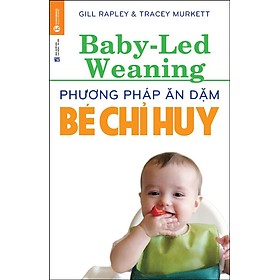 GILL RAPLEY & TRACEY MURKETT
Baby-Led
Weaning
PHƯƠNG PHÁP ĂN DẶM
BÉ CHỈ HUY